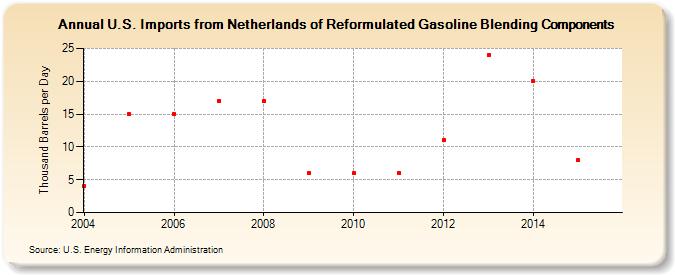 Annual U.S. Imports from Netherlands of Reformulated Gasoline Blending Components
Thousand Barrels per Day
25
20
15
10
5
0
2004 2006 2008 2010 2012 2014
Source: U.S. Energy Information Administration